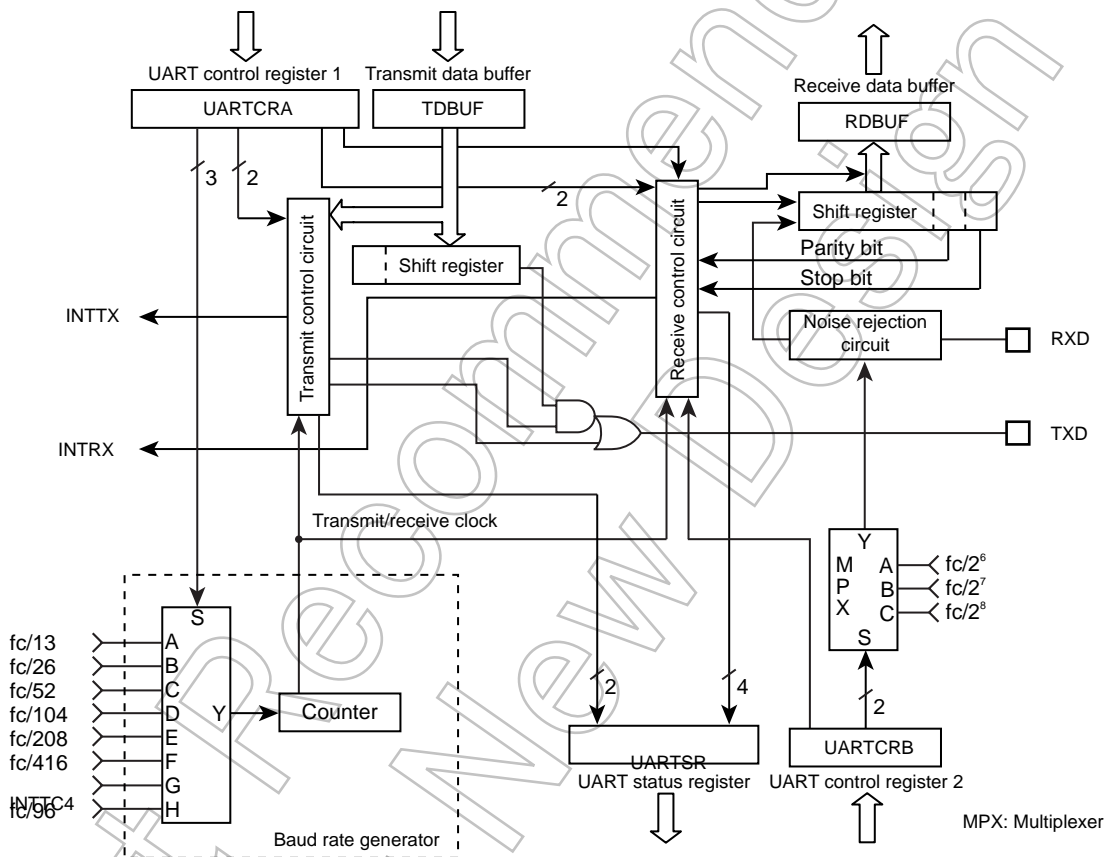 UART control register 1
Transmit data buffer
Receive data buffer
UARTCRA
TDBUF
RDBUF
3
2
2
Transmit control circuit
Receive control circuit
Shift register
Shift register
Parity bit
Stop bit
Noise rejection
circuit
INTTX
INTRX
RXD
TXD
Transmit/receive clock
S
A
B
C
D
E
F
G
H
Y
fc/13
fc/26
fc/52
fc/104
fc/208
fc/416
INTTC4
fc/96
Counter
Baud rate generator
2
4
UARTSR
UART status register
Y
M
P
X
A
B
C
S
fc/2⁶
fc/2⁷
fc/2⁸
2
UARTCRB
UART control register 2
MPX: Multiplexer
Recommen
New Design